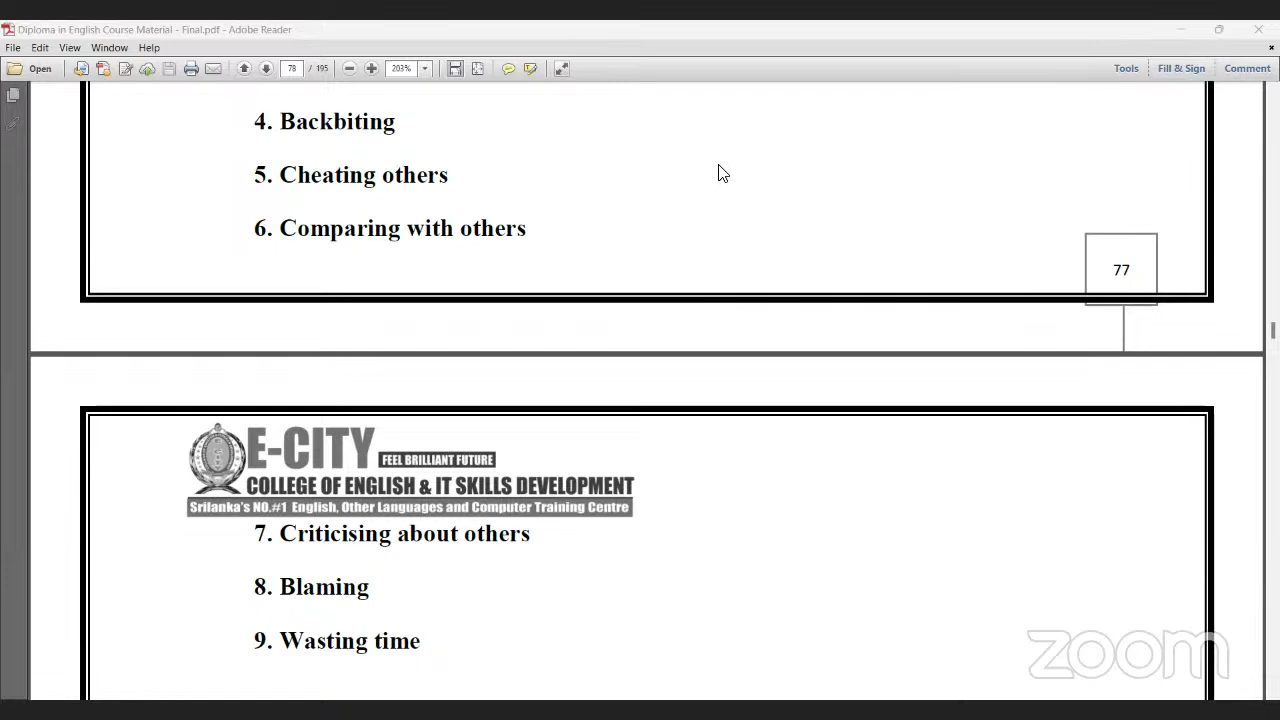 Diploma in English Course Material - Final.pdf - Adobe Reader
File Edit View Window Help
Open 78 / 195 203% Tools Fill & Sign Comment
4. Backbiting
5. Cheating others
6. Comparing with others
77
E-CITY FEEL BRILLIANT FUTURE
COLLEGE OF ENGLISH & IT SKILLS DEVELOPMENT
Srilanka's NO.#1 English, Other Languages and Computer Training Centre
7. Criticising about others
8. Blaming
9. Wasting time
zoom